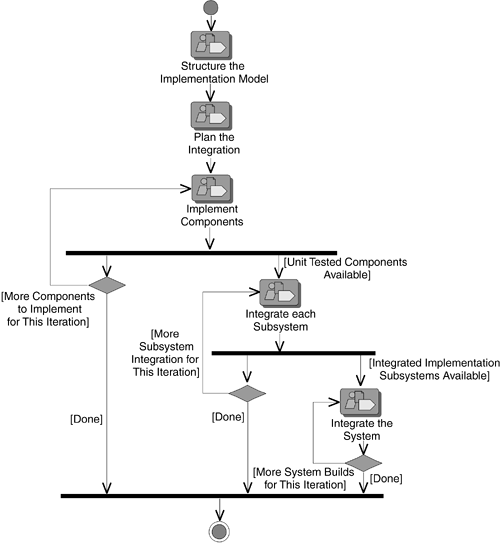 Structure the
Implementation Model
Plan the
Integration
Implement
Components
[Unit Tested Components
Available]
[More Components
to Implement
for This Iteration]
Integrate each
Subsystem
[More
Subsystem
Integration for
This Iteration]
[Integrated Implementation
Subsystems Available]
[Done]
[Done]
Integrate the
System
[More System Builds
for This Iteration]
[Done]